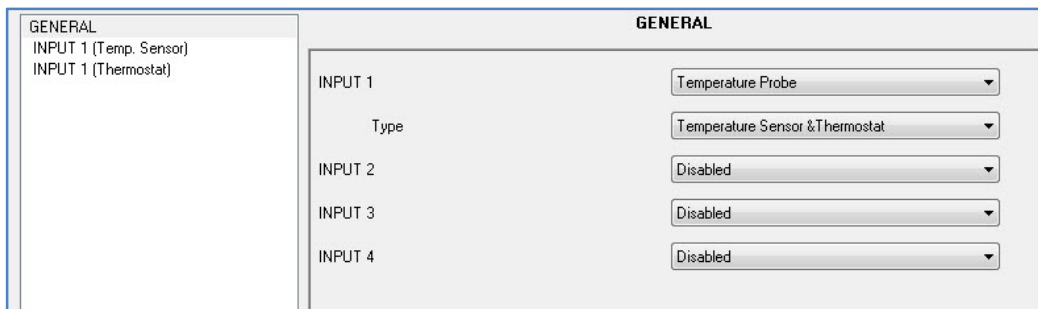 GENERAL
INPUT 1 (Temp. Sensor)
INPUT 1 (Thermostat)
GENERAL
INPUT 1 Temperature Probe
Type Temperature Sensor &Thermostat
INPUT 2 Disabled
INPUT 3 Disabled
INPUT 4 Disabled